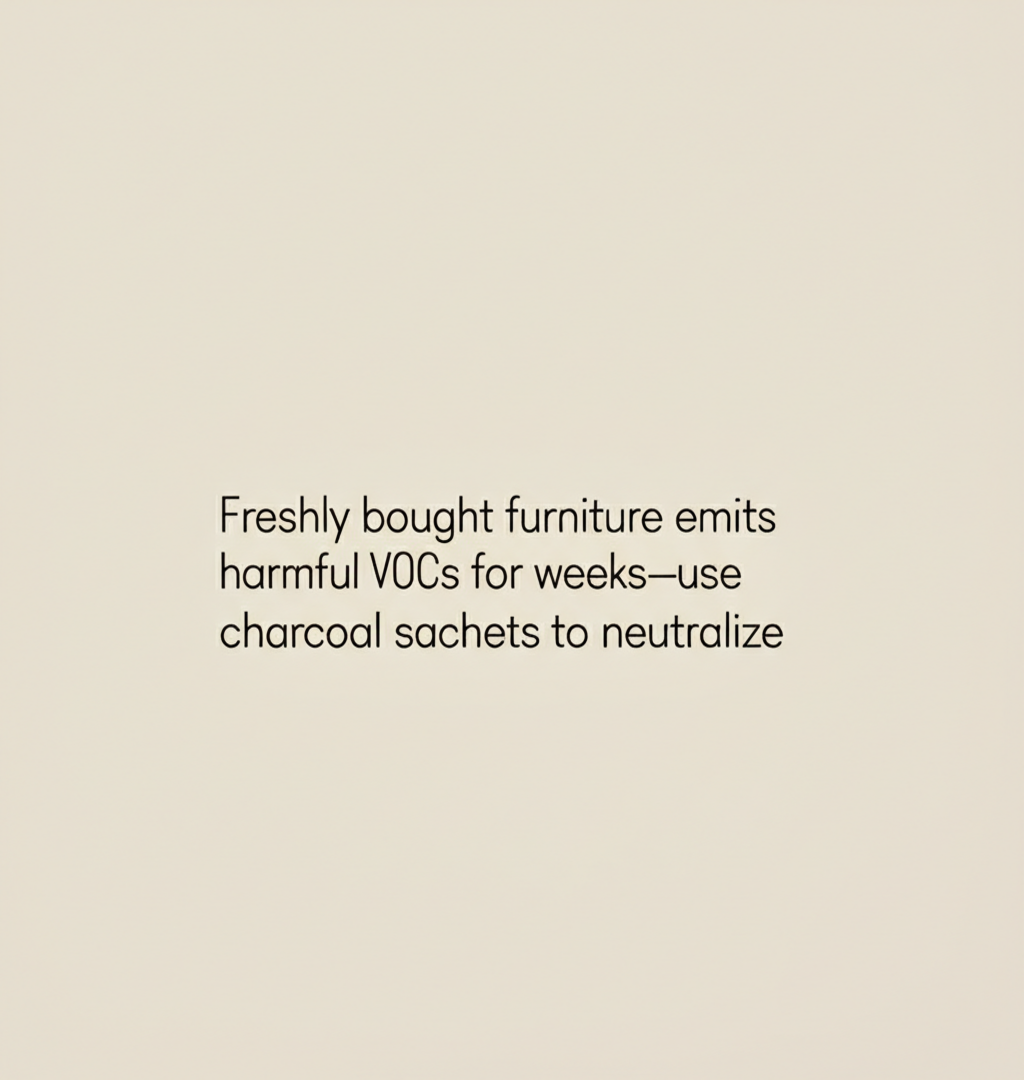 Freshly bought furniture emits
harmful VOCs for weeks—use
charcoal sachets to neutralize